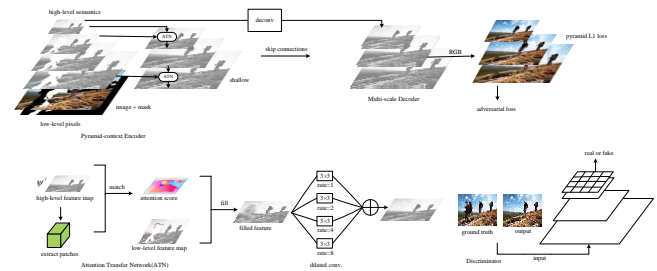 high-level semantics
deconv
ATN
ATN
skip connections
shallow
image + mask
low-level pixels
Pyramid-context Encoder
RGB
Multi-scale Decoder
pyramid L1 loss
adversarial loss
ψ
high-level feature map
extract patches
match
attention score
low-level feature map
Attention Transfer Network(ATN)
fill
filled feature
3×3
rate::1
3×3
rate::2
3×3
rate::4
3×3
rate::8
dilated conv.
ground truth
output
Discriminator
input
real or fake